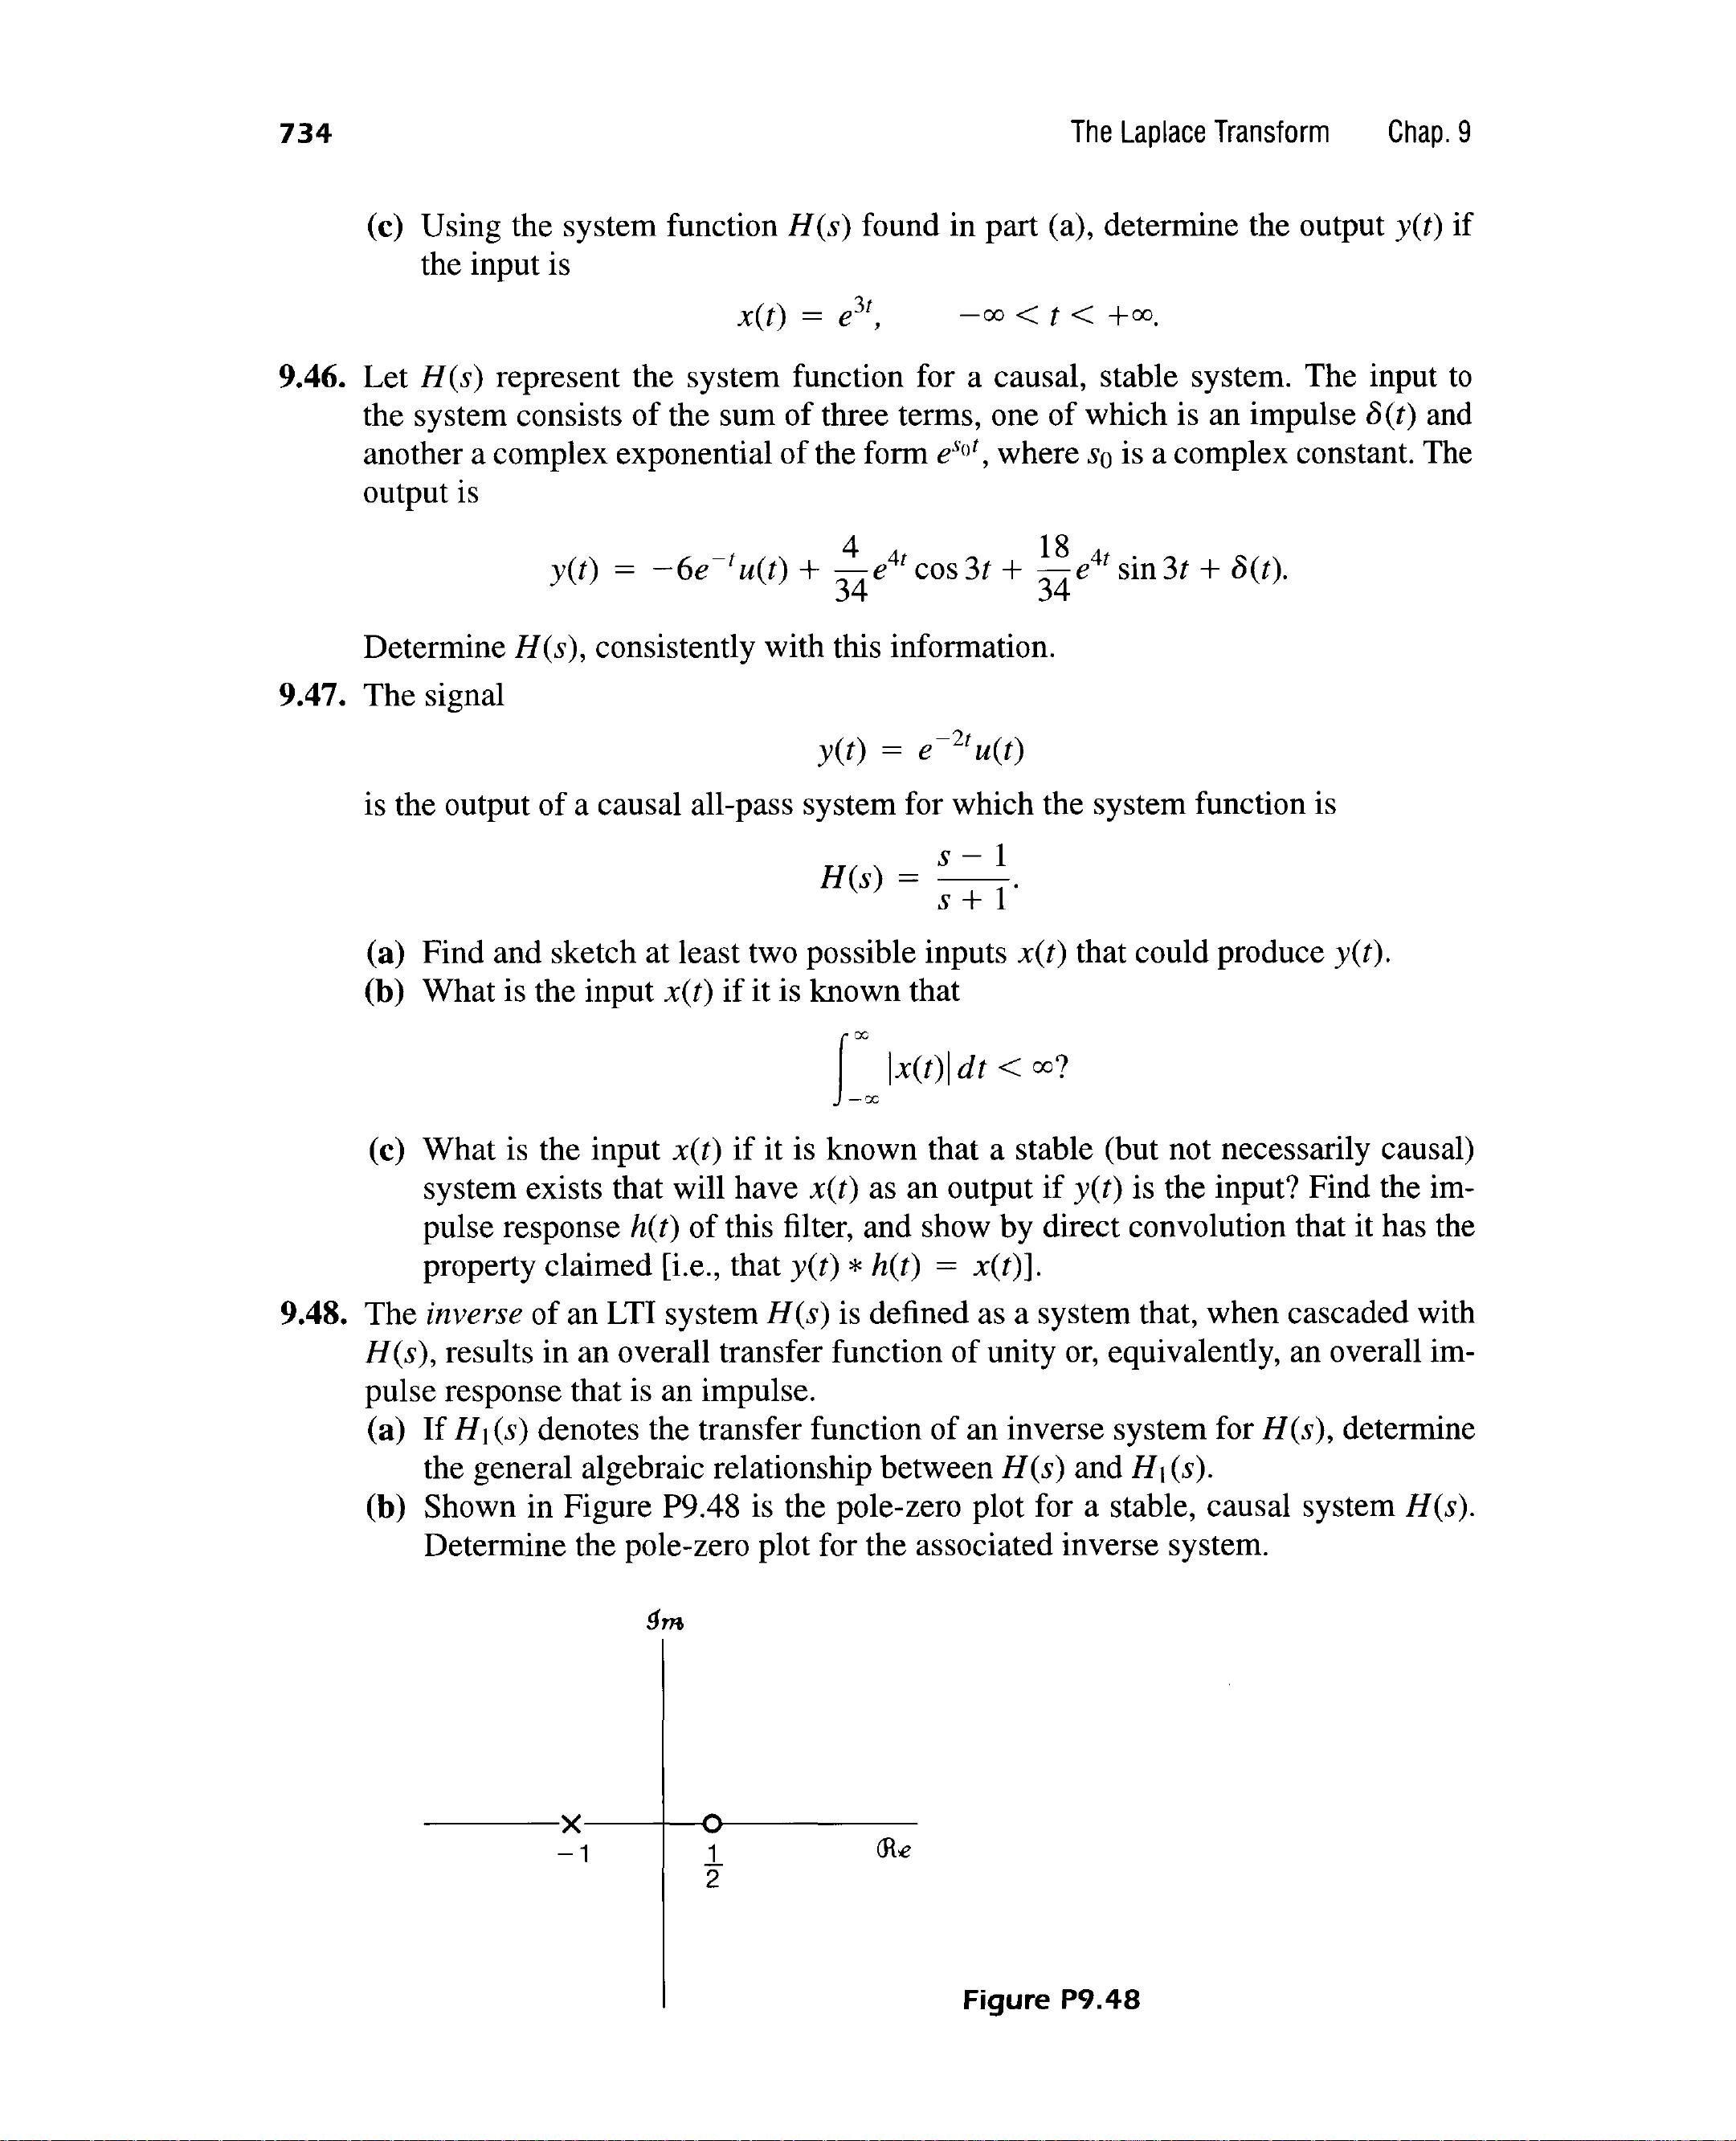 734 The Laplace Transform Chap. 9
(c) Using the system function H(s) found in part (a), determine the output y(t) if
the input is
x(t) = e^{3t}, −∞ < t < +∞.
9.46. Let H(s) represent the system function for a causal, stable system. The input to
the system consists of the sum of three terms, one of which is an impulse δ(t) and
another a complex exponential of the form e^{s_0 t}, where s_0 is a complex constant. The
output is
y(t) = −6e^{−t}u(t) + \frac{4}{34}e^{4t} cos 3t + \frac{18}{34}e^{4t} sin 3t + δ(t).
Determine H(s), consistently with this information.
9.47. The signal
y(t) = e^{−2t}u(t)
is the output of a causal all-pass system for which the system function is
H(s) = \frac{s − 1}{s + 1}.
(a) Find and sketch at least two possible inputs x(t) that could produce y(t).
(b) What is the input x(t) if it is known that
∫_{−∞}^{∞} |x(t)| dt < ∞?
(c) What is the input x(t) if it is known that a stable (but not necessarily causal)
system exists that will have x(t) as an output if y(t) is the input? Find the im-
pulse response h(t) of this filter, and show by direct convolution that it has the
property claimed [i.e., that y(t) * h(t) = x(t)].
9.48. The inverse of an LTI system H(s) is defined as a system that, when cascaded with
H(s), results in an overall transfer function of unity or, equivalently, an overall im-
pulse response that is an impulse.
(a) If H_1(s) denotes the transfer function of an inverse system for H(s), determine
the general algebraic relationship between H(s) and H_1(s).
(b) Shown in Figure P9.48 is the pole-zero plot for a stable, causal system H(s).
Determine the pole-zero plot for the associated inverse system.
Im
−1 \frac{1}{2} Re
Figure P9.48